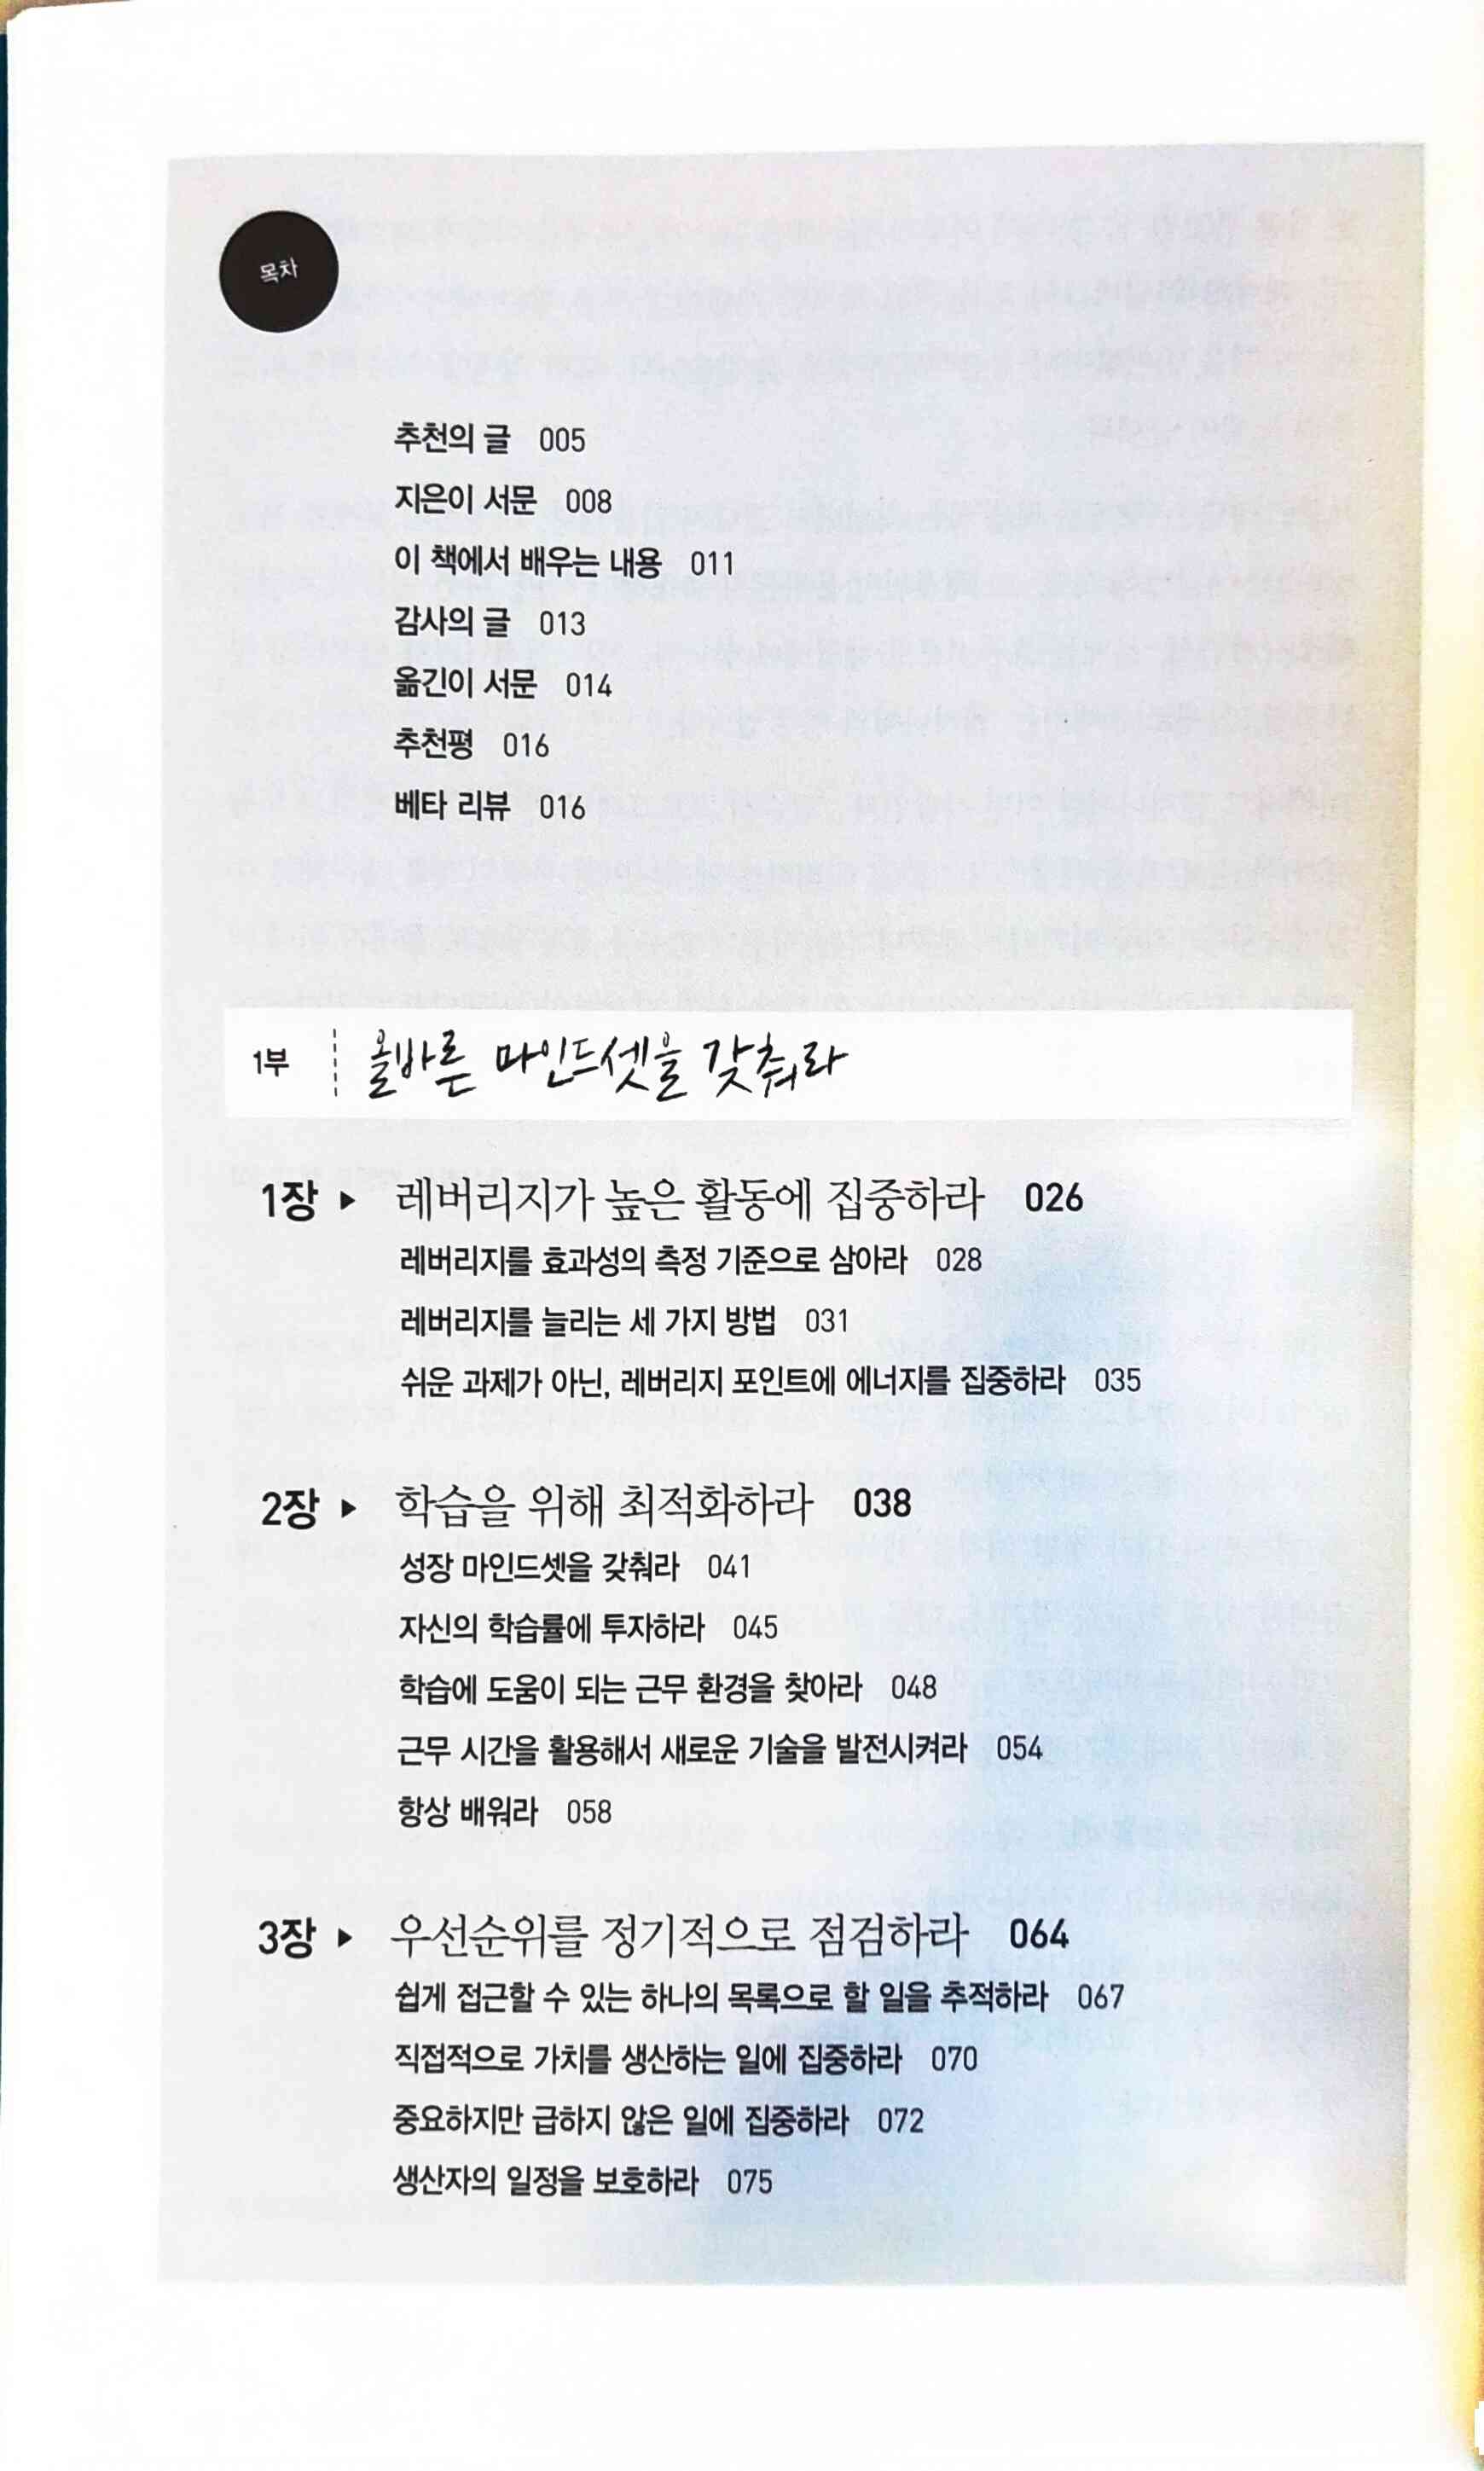 목차
추천의 글 005
지은이 서문 008
이 책에서 배우는 내용 011
감사의 글 013
옮긴이 서문 014
추천평 016
베타 리뷰 016
1부 올바른 마인드셋을 갖춰라
1장 ▶ 레버리지가 높은 활동에 집중하라 026
레버리지를 효과성의 측정 기준으로 삼아라 028
레버리지를 늘리는 세 가지 방법 031
쉬운 과제가 아닌, 레버리지 포인트에 에너지를 집중하라 035
2장 ▶ 학습을 위해 최적화하라 038
성장 마인드셋을 갖춰라 041
자신의 학습률에 투자하라 045
학습에 도움이 되는 근무 환경을 찾아라 048
근무 시간을 활용해서 새로운 기술을 발전시켜라 054
항상 배워라 058
3장 ▶ 우선순위를 정기적으로 점검하라 064
쉽게 접근할 수 있는 하나의 목록으로 할 일을 추적하라 067
직접적으로 가치를 생산하는 일에 집중하라 070
중요하지만 급하지 않은 일에 집중하라 072
생산자의 일정을 보호하라 075